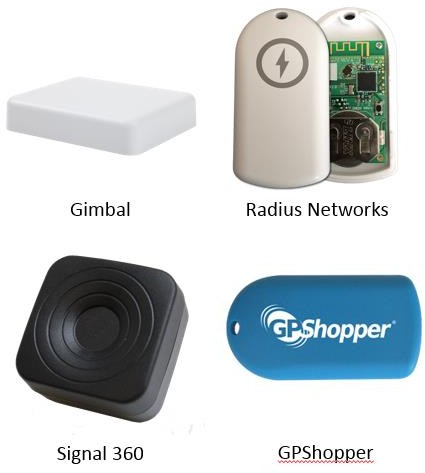 Gimbal
Radius Networks
Signal 360
GPShopper®
GPShopper